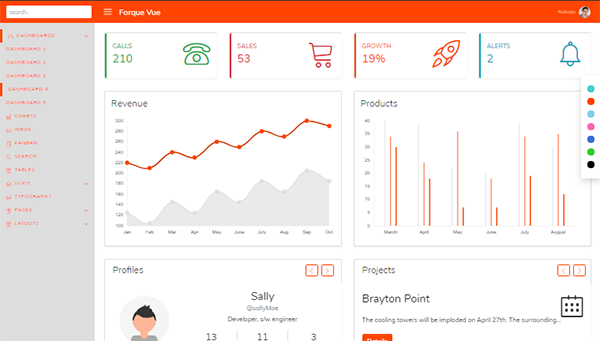 search...
Forque Vue
DASHBOARDS
DASHBOARD 1
DASHBOARD 2
DASHBOARD 3
DASHBOARD 4
DASHBOARD 5
CHARTS
INBOX
KANBAN
SEARCH
TABLES
UI KIT
TYPOGRAPHY
PAGES
LAYOUTS
CALLS
210
SALES
53
GROWTH
19%
ALERTS
2
Revenue
300
280
260
240
220
200
180
160
140
120
100
Jan Feb Mar Apr May June July Aug Sep Oct
Products
40
35
30
25
20
15
10
5
0
March April May June July August
Profiles
Sally
@sallyMae
Developer, s/w engineer
13 11 3
Projects
Brayton Point
The cooling towers will be imploded on April 27th. The surrounding...
Details